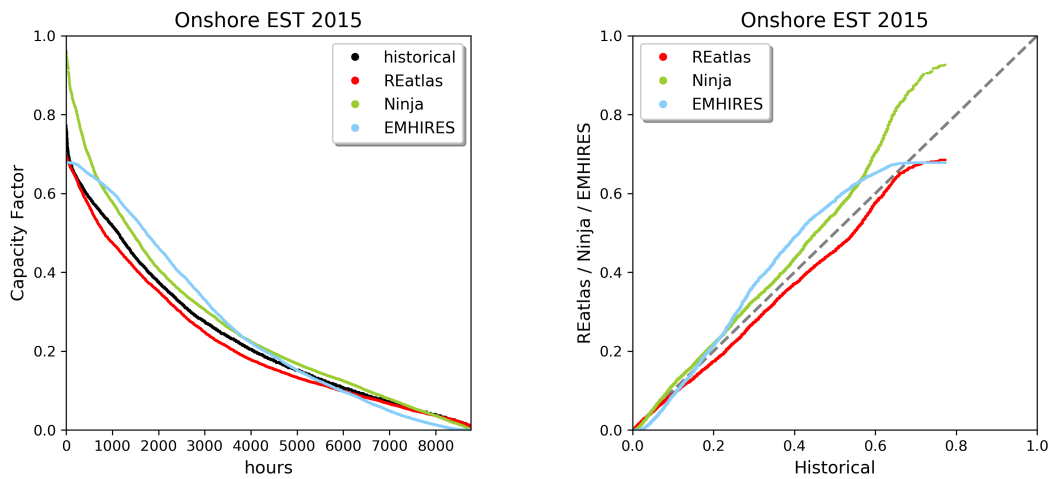 Onshore EST 2015
1.0
0.8
0.6
0.4
0.2
0.0
Capacity Factor
historical
REatlas
Ninja
EMHIRES
0 1000 2000 3000 4000 5000 6000 7000 8000
hours
Onshore EST 2015
1.0
0.8
0.6
0.4
0.2
0.0
REatlas / Ninja / EMHIRES
REatlas
Ninja
EMHIRES
0.0 0.2 0.4 0.6 0.8 1.0
Historical